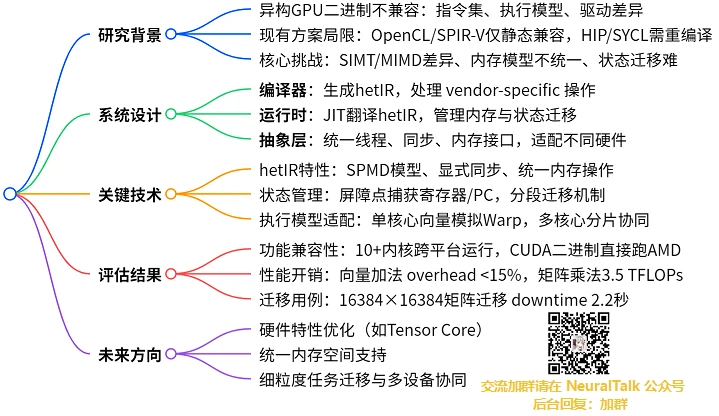 研究背景
异构GPU二进制不兼容：指令集、执行模型、驱动差异
现有方案局限：OpenCL/SPIR-V仅静态兼容，HIP/SYCL需重编译
核心挑战：SIMT/MIMD差异、内存模型不统一、状态迁移难
系统设计
编译器：生成hetIR，处理 vendor-specific 操作
运行时：JIT翻译hetIR，管理内存与状态迁移
抽象层：统一线程、同步、内存接口，适配不同硬件
关键技术
hetIR特性：SPMD模型、显式同步、统一内存操作
状态管理：屏障点捕获寄存器/PC，分段迁移机制
执行模型适配：单核心向量模拟Warp，多核心分片协同
评估结果
功能兼容性：10+内核跨平台运行，CUDA二进制直接跑AMD
性能开销：向量加法 overhead <15%，矩阵乘法3.5 TFLOPs
迁移用例：16384×16384矩阵迁移 downtime 2.2秒
未来方向
硬件特性优化（如Tensor Core）
统一内存空间支持
细粒度任务迁移与多设备协同
交流加群请在 NeuralTalk 公众号
后台回复：加群